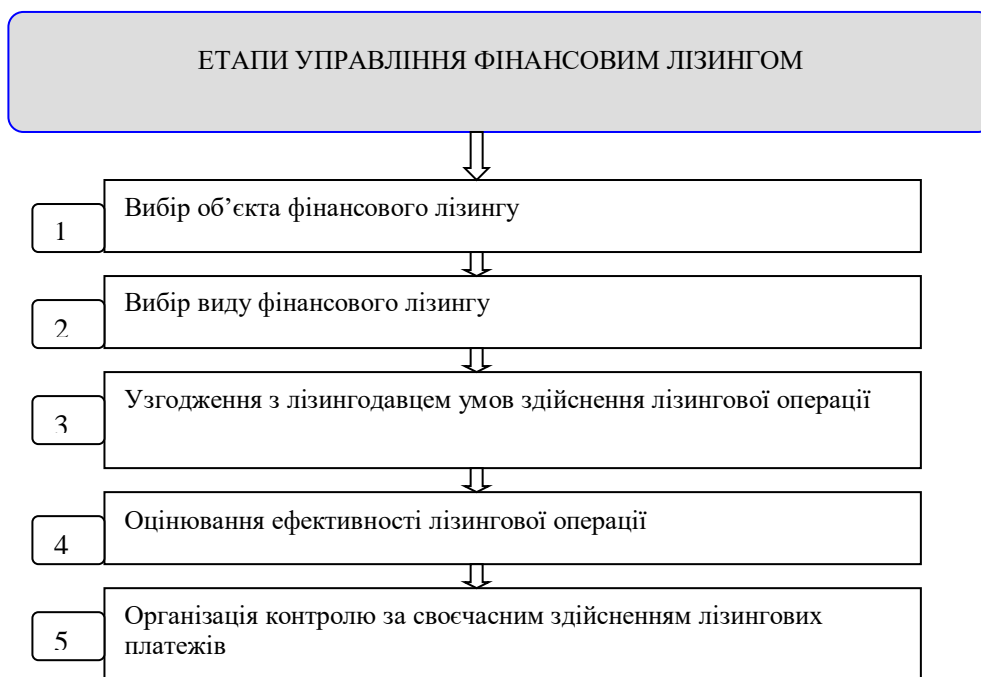 ЕТАПИ УПРАВЛІННЯ ФІНАНСОВИМ ЛІЗИНГОМ
1
Вибір об’єкта фінансового лізингу
2
Вибір виду фінансового лізингу
3
Узгодження з лізингодавцем умов здійснення лізингової операції
4
Оцінювання ефективності лізингової операції
5
Організація контролю за своєчасним здійсненням лізингових
платежів